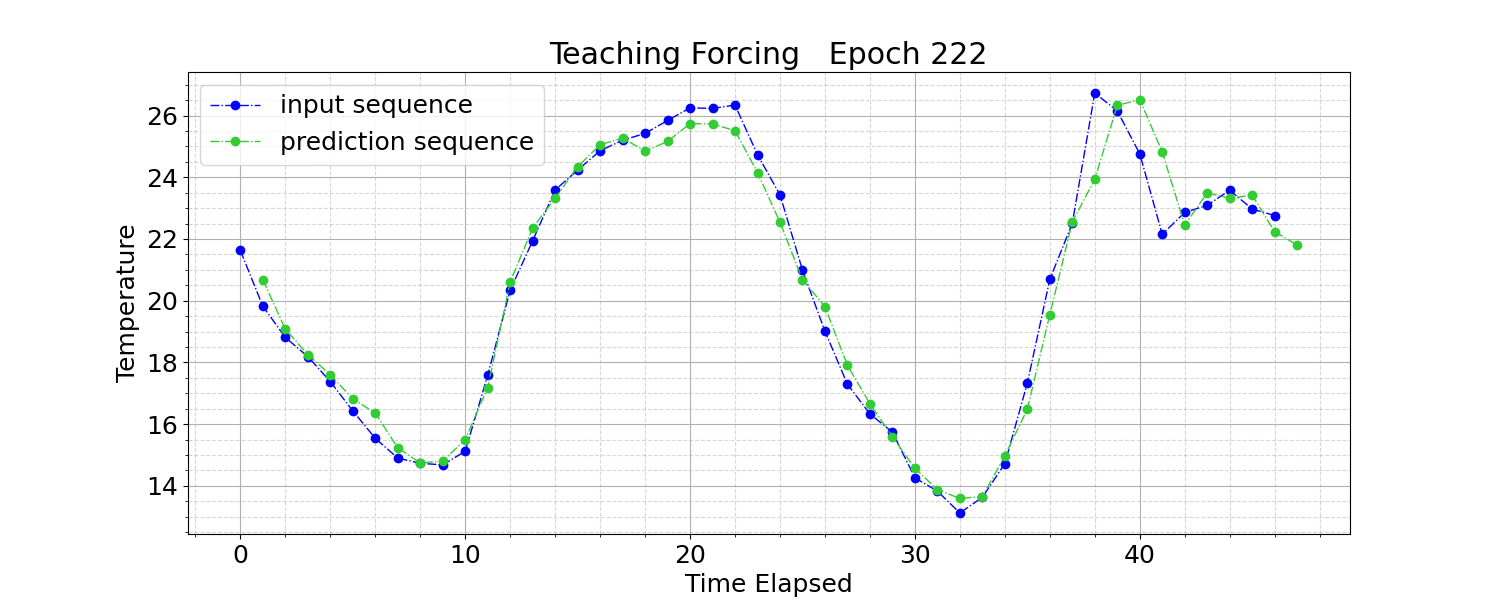 Teaching Forcing   Epoch 222
input sequence
prediction sequence
Temperature
26
24
22
20
18
16
14
0 10 20 30 40
Time Elapsed